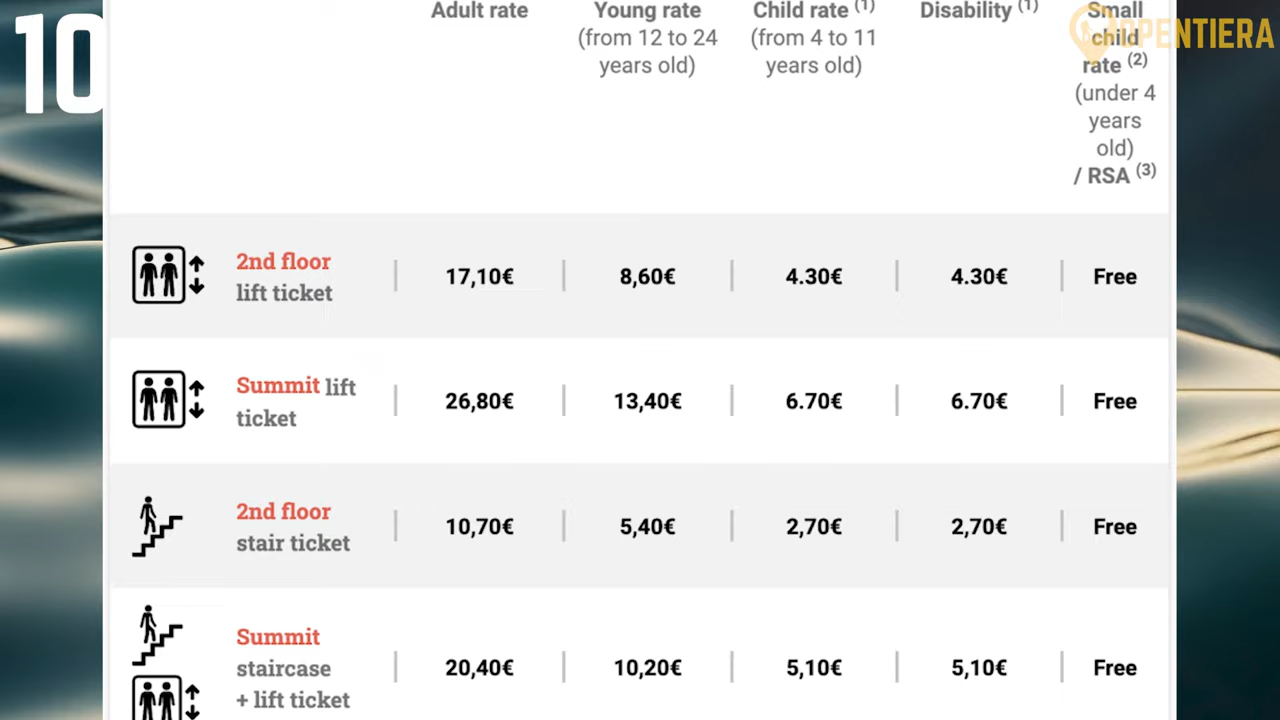 10
OPENTIERA
Adult rate
Young rate
(from 12 to 24
years old)
Child rate (1)
(from 4 to 11
years old)
Disability (1)
Small
child
rate (2)
(under 4
years
old)
/ RSA (3)
2nd floor
lift ticket
17,10€
8,60€
4.30€
4.30€
Free
Summit lift
ticket
26,80€
13,40€
6.70€
6.70€
Free
2nd floor
stair ticket
10,70€
5,40€
2,70€
2,70€
Free
Summit
staircase
+ lift ticket
20,40€
10,20€
5,10€
5,10€
Free